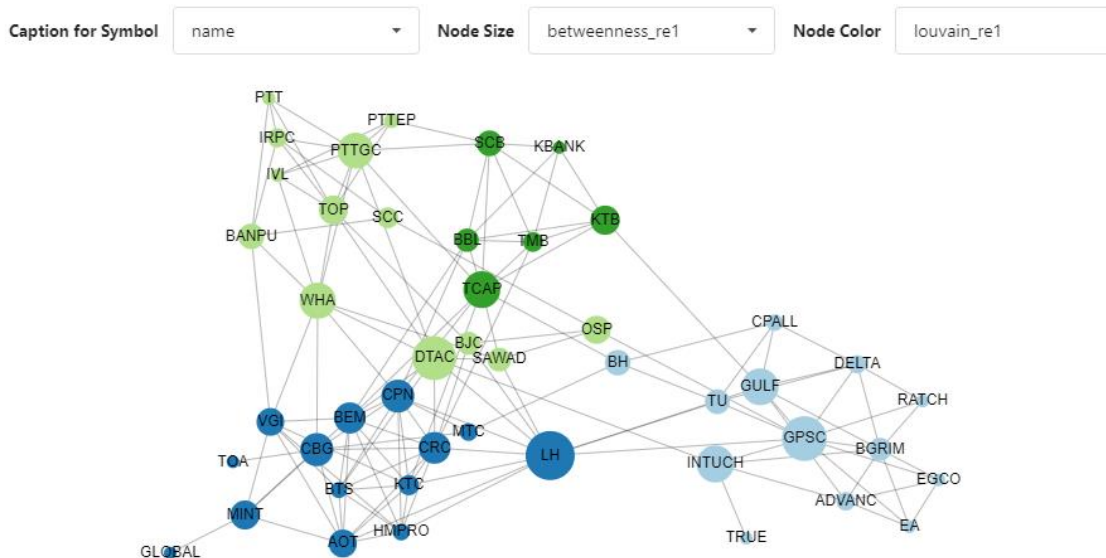 Caption for Symbol name Node Size betweenness_re1 Node Color louvain_re1
PTT
PTTEP
IRPC
PTTGC
SCB
KBANK
IVL
TOP
SCC
KTB
BANPU
BBL
TMB
TCAP
WHA
CPALL
OSP
BJC
DTAC
SAWAD
BH
DELTA
GULF
RATCH
CPN
TU
VGI
BEM
MTC
GPSC
TOA
CBG
CRC
LH
INTUCH
BGRIM
EGCO
BTS
KTC
ADVANC
MINT
HMPRO
EA
AOT
TRUE
GLOBAL